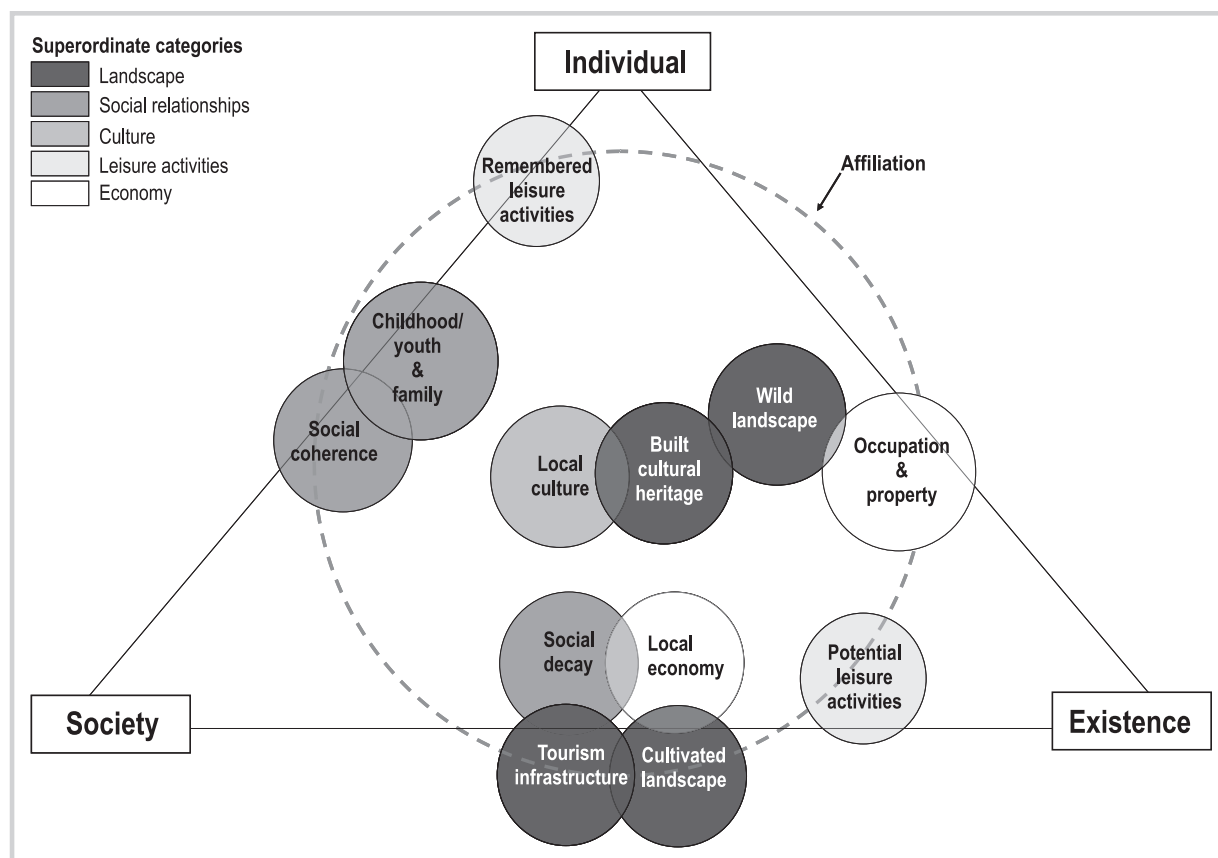 Superordinate categories
Landscape
Social relationships
Culture
Leisure activities
Economy
Individual
Affiliation
Remembered
leisure
activities
Childhood/
youth
&
family
Social
coherence
Wild
landscape
Local
culture
Built
cultural
heritage
Occupation
&
property
Social
decay
Local
economy
Potential
leisure
activities
Society
Existence
Tourism
infrastructure
Cultivated
landscape